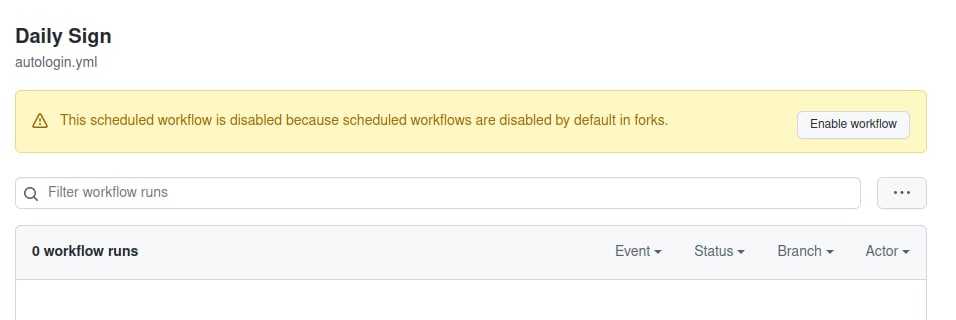 Daily Sign
autologin.yml
This scheduled workflow is disabled because scheduled workflows are disabled by default in forks. Enable workflow
Filter workflow runs
0 workflow runs Event Status Branch Actor